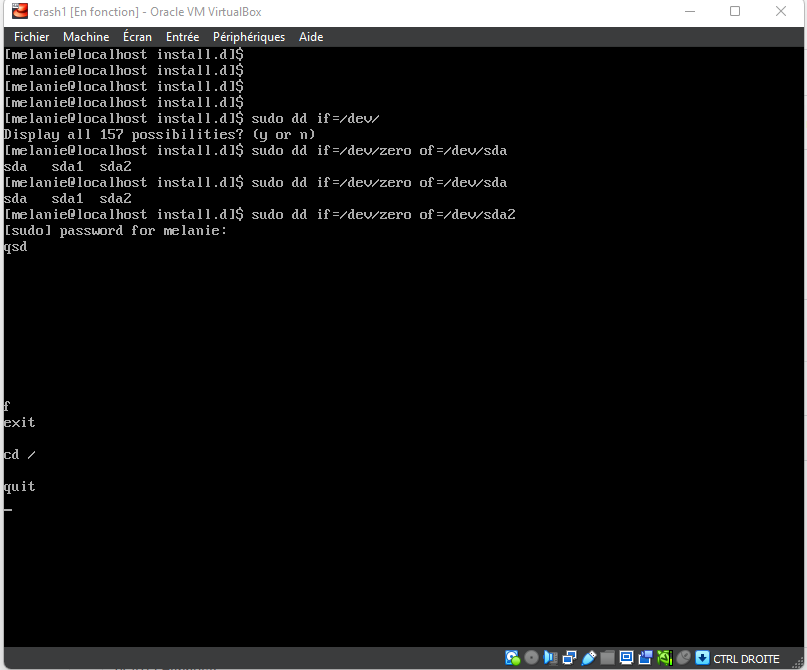 crash1 [En fonction] - Oracle VM VirtualBox
Fichier Machine Écran Entrée Périphériques Aide
[melanie@localhost install.d]$
[melanie@localhost install.d]$
[melanie@localhost install.d]$
[melanie@localhost install.d]$
[melanie@localhost install.d]$ sudo dd if=/dev/
Display all 157 possibilities? (y or n)
[melanie@localhost install.d]$ sudo dd if=/dev/zero of=/dev/sda
sda sda1 sda2
[melanie@localhost install.d]$ sudo dd if=/dev/zero of=/dev/sda
sda sda1 sda2
[melanie@localhost install.d]$ sudo dd if=/dev/zero of=/dev/sda2
[sudo] password for melanie:
qsd
f
exit
cd /
quit
CTRL DROITE